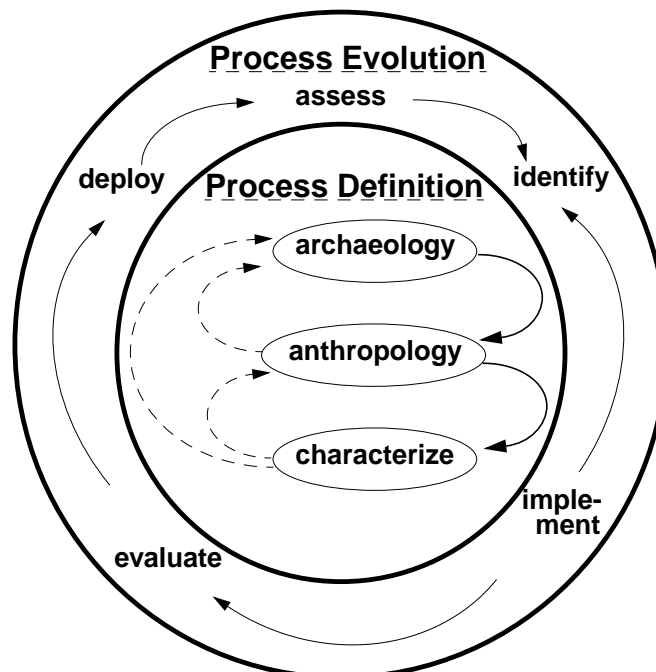 Process Evolution
assess
deploy
identify
Process Definition
archaeology
anthropology
characterize
imple-
ment
evaluate